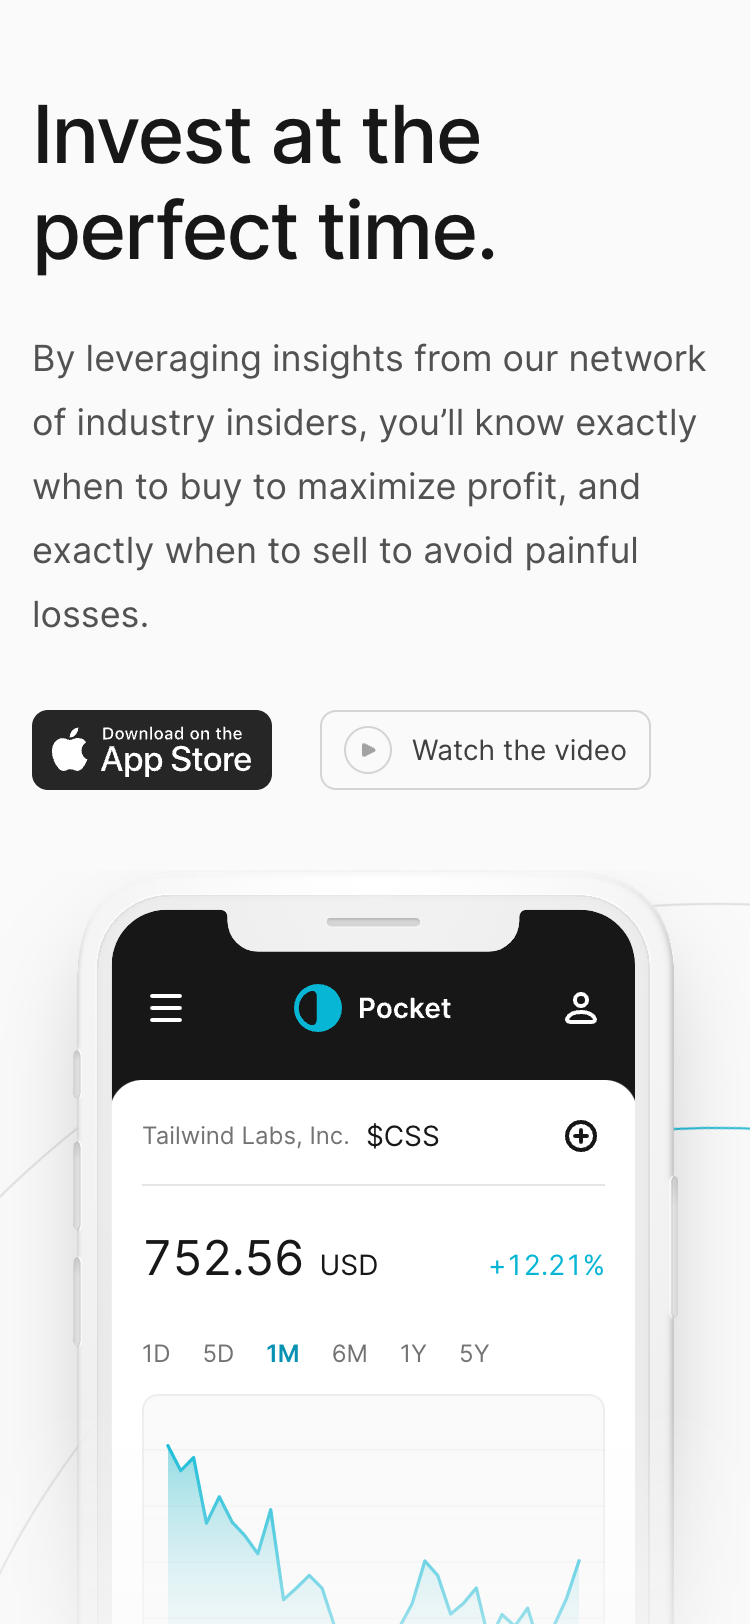 Invest at the
perfect time.
By leveraging insights from our network
of industry insiders, you’ll know exactly
when to buy to maximize profit, and
exactly when to sell to avoid painful
losses.
Download on the
App Store
Watch the video
Pocket
Tailwind Labs, Inc. $CSS
752.56 USD +12.21%
1D 5D 1M 6M 1Y 5Y